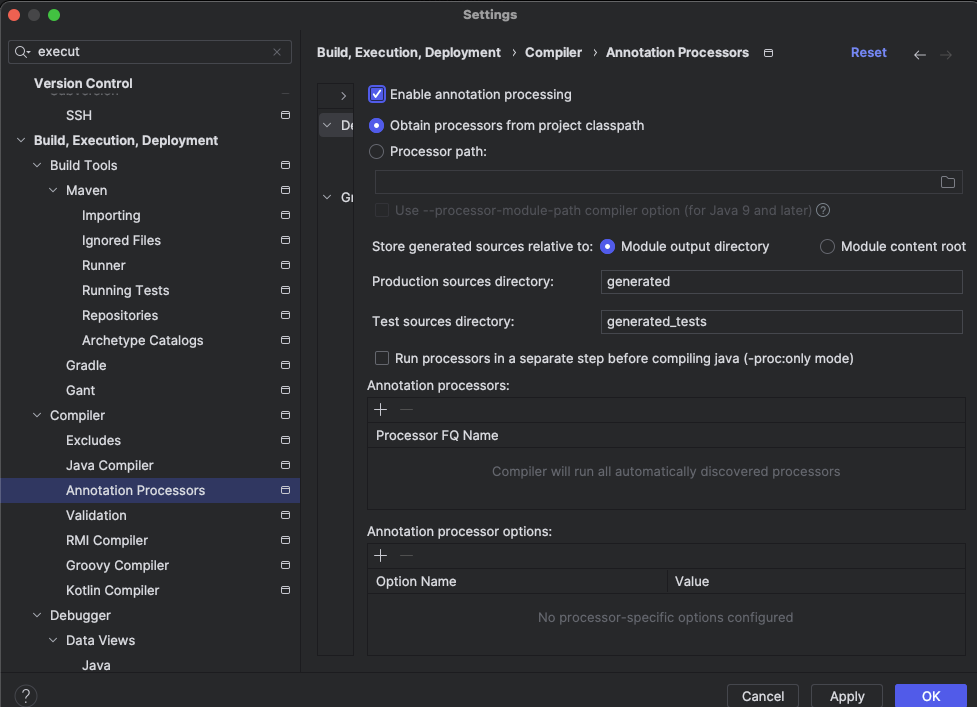 Settings
execut
Version Control
Subversion
SSH
Build, Execution, Deployment
Build Tools
Maven
Importing
Ignored Files
Runner
Running Tests
Repositories
Archetype Catalogs
Gradle
Gant
Compiler
Excludes
Java Compiler
Annotation Processors
Validation
RMI Compiler
Groovy Compiler
Kotlin Compiler
Debugger
Data Views
Java
?
Build, Execution, Deployment › Compiler › Annotation Processors
Reset
De
Gr
Enable annotation processing
Obtain processors from project classpath
Processor path:
Use --processor-module-path compiler option (for Java 9 and later) ?
Store generated sources relative to: Module output directory Module content root
Production sources directory: generated
Test sources directory: generated_tests
Run processors in a separate step before compiling java (-proc:only mode)
Annotation processors:
Processor FQ Name
Compiler will run all automatically discovered processors
Annotation processor options:
Option Name Value
No processor-specific options configured
Cancel Apply OK